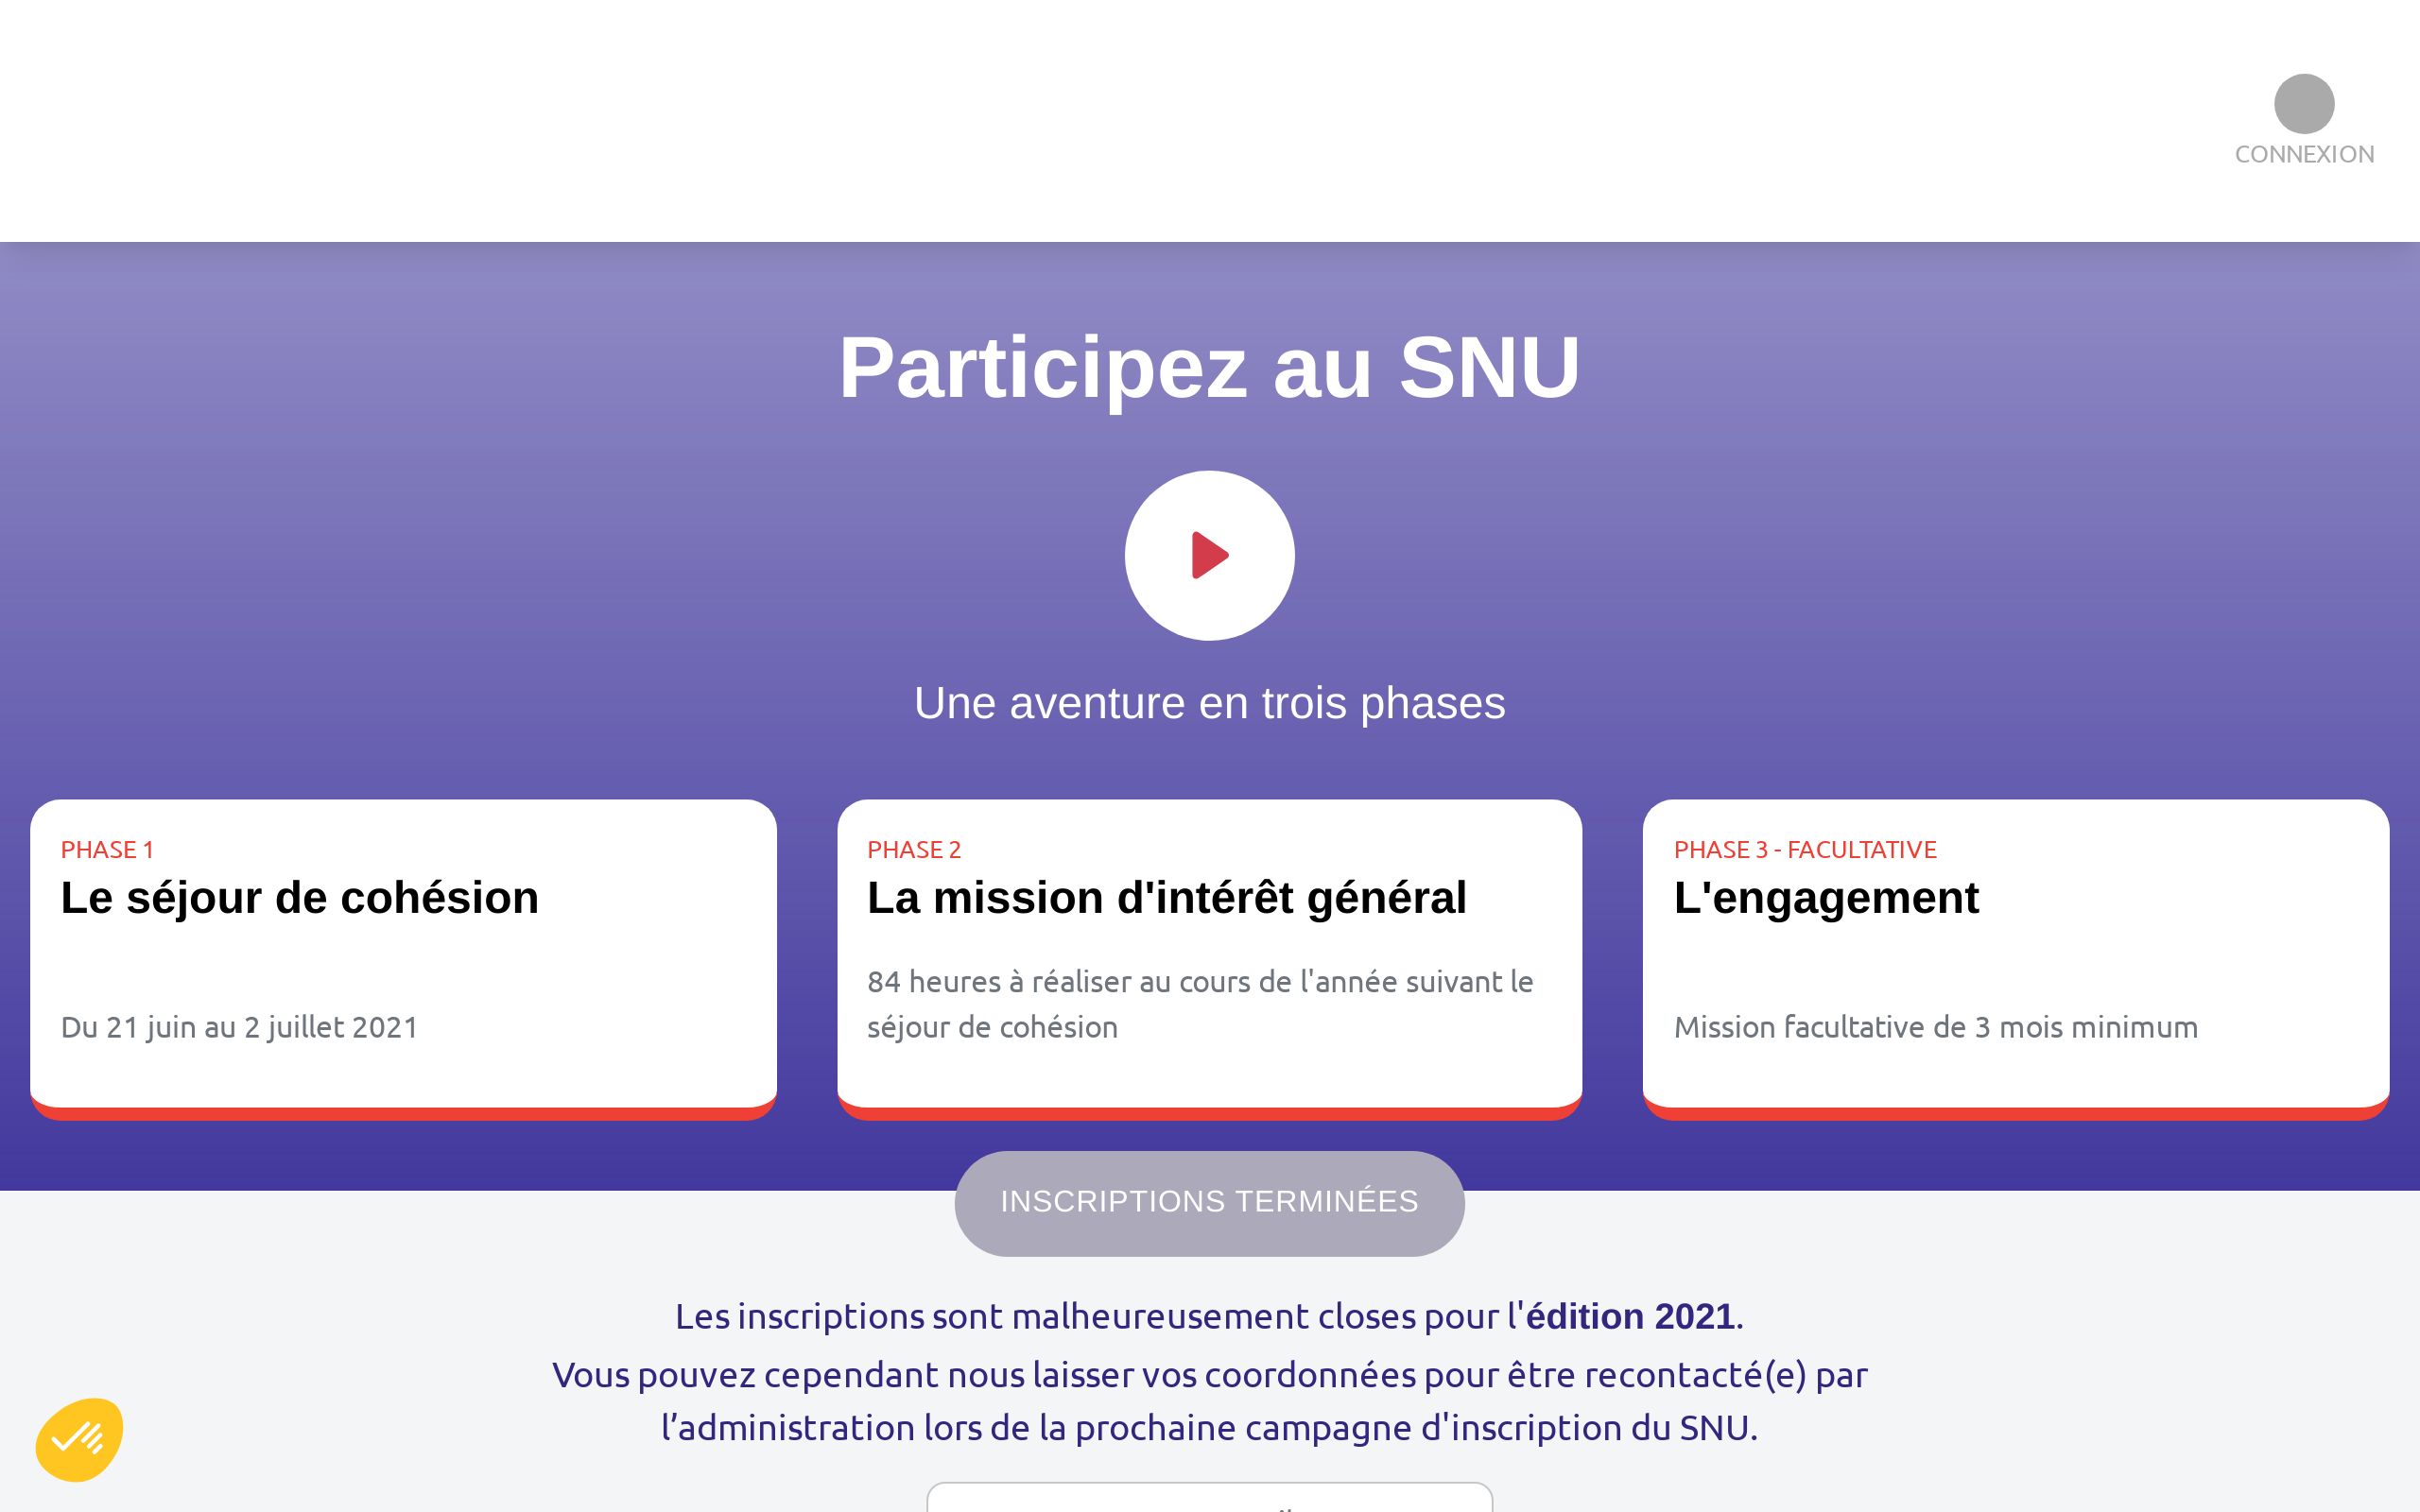 CONNEXION
Participez au SNU
Une aventure en trois phases
PHASE 1
Le séjour de cohésion
Du 21 juin au 2 juillet 2021
PHASE 2
La mission d'intérêt général
84 heures à réaliser au cours de l'année suivant le
séjour de cohésion
PHASE 3 - FACULTATIVE
L'engagement
Mission facultative de 3 mois minimum
INSCRIPTIONS TERMINÉES
Les inscriptions sont malheureusement closes pour l'édition 2021.
Vous pouvez cependant nous laisser vos coordonnées pour être recontacté(e) par
l’administration lors de la prochaine campagne d'inscription du SNU.